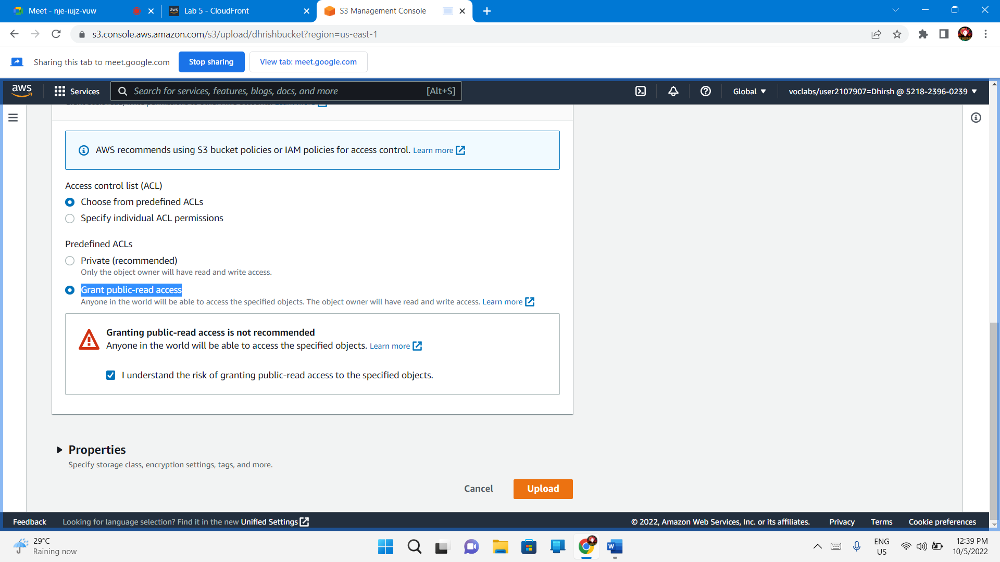 Meet - nje-iujz-vuw
aws Lab 5 - CloudFront
S3 Management Console
s3.console.aws.amazon.com/s3/upload/dhrishbucket?region=us-east-1
Sharing this tab to meet.google.com
Stop sharing
View tab: meet.google.com
aws
Services
Search for services, features, blogs, docs, and more
[Alt+S]
Global
voclabs/user2107907=Dhirsh @ 5218-2396-0239
AWS recommends using S3 bucket policies or IAM policies for access control. Learn more
Access control list (ACL)
Choose from predefined ACLs
Specify individual ACL permissions
Predefined ACLs
Private (recommended)
Only the object owner will have read and write access.
Grant public-read access
Anyone in the world will be able to access the specified objects. The object owner will have read and write access. Learn more
Granting public-read access is not recommended
Anyone in the world will be able to access the specified objects. Learn more
I understand the risk of granting public-read access to the specified objects.
Properties
Specify storage class, encryption settings, tags, and more.
Cancel
Upload
Feedback
Looking for language selection? Find it in the new Unified Settings
© 2022, Amazon Web Services, Inc. or its affiliates.
Privacy
Terms
Cookie preferences
29°C
Raining now
W
ENG
US
12:39 PM
10/5/2022